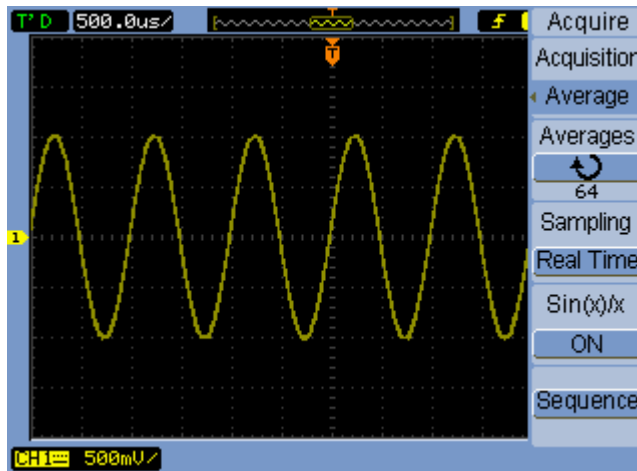 T'D 500.0us/
T
1
Acquire
Acquisition
Average
Averages
64
Sampling
Real Time
Sin(x)/x
ON
Sequence
CH1 500mV/